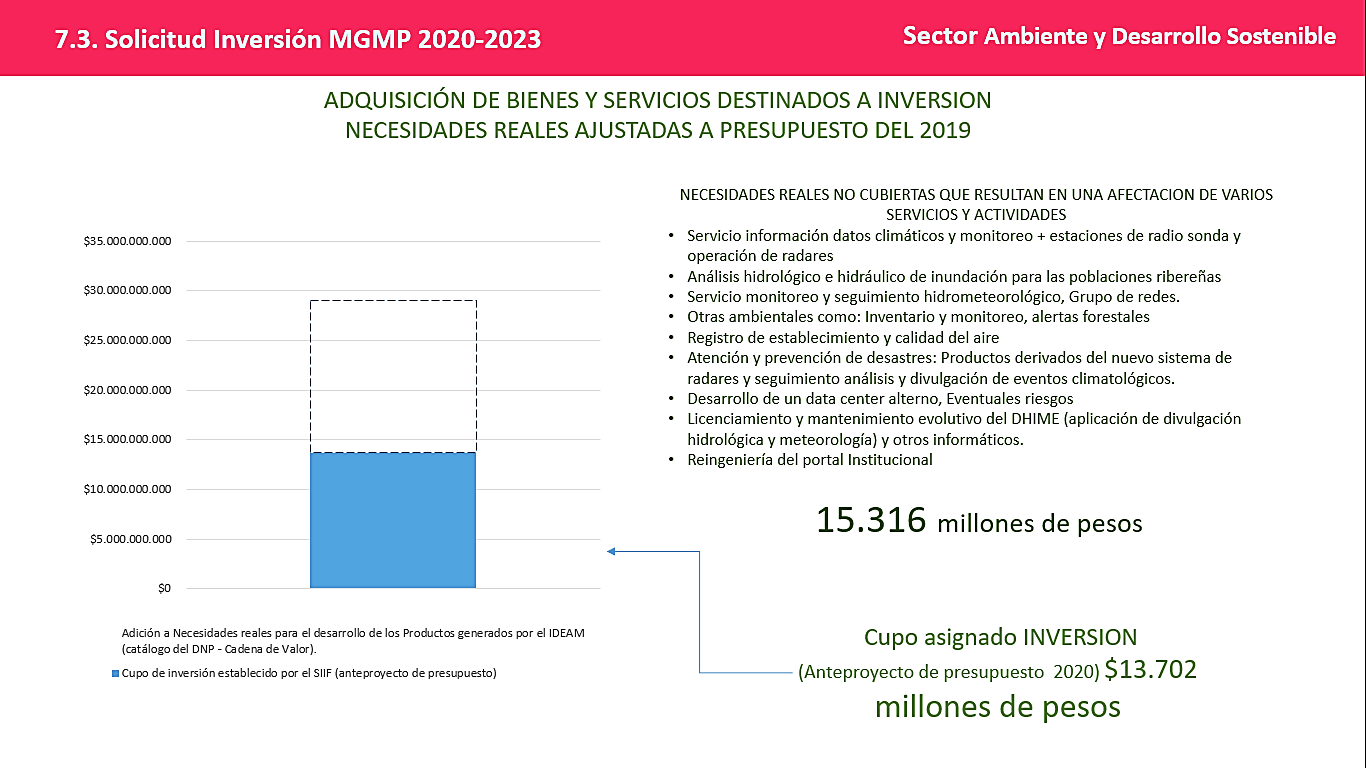 7.3. Solicitud Inversión MGMP 2020-2023
Sector Ambiente y Desarrollo Sostenible
ADQUISICIÓN DE BIENES Y SERVICIOS DESTINADOS A INVERSION
NECESIDADES REALES AJUSTADAS A PRESUPUESTO DEL 2019
$35.000.000.000
$30.000.000.000
$25.000.000.000
$20.000.000.000
$15.000.000.000
$10.000.000.000
$5.000.000.000
$0
Adición a Necesidades reales para el desarrollo de los Productos generados por el IDEAM
(catálogo del DNP - Cadena de Valor).
Cupo de inversión establecido por el SIIF (anteproyecto de presupuesto)
NECESIDADES REALES NO CUBIERTAS QUE RESULTAN EN UNA AFECTACION DE VARIOS
SERVICIOS Y ACTIVIDADES
• Servicio información datos climáticos y monitoreo + estaciones de radio sonda y
operación de radares
• Análisis hidrológico e hidráulico de inundación para las poblaciones ribereñas
• Servicio monitoreo y seguimiento hidrometeorológico, Grupo de redes.
• Otras ambientales como: Inventario y monitoreo, alertas forestales
• Registro de establecimiento y calidad del aire
• Atención y prevención de desastres: Productos derivados del nuevo sistema de
radares y seguimiento análisis y divulgación de eventos climatológicos.
• Desarrollo de un data center alterno, Eventuales riesgos
• Licenciamiento y mantenimiento evolutivo del DHIME (aplicación de divulgación
hidrológica y meteorología) y otros informáticos.
• Reingeniería del portal Institucional
15.316 millones de pesos
Cupo asignado INVERSION
(Anteproyecto de presupuesto 2020) $13.702
millones de pesos